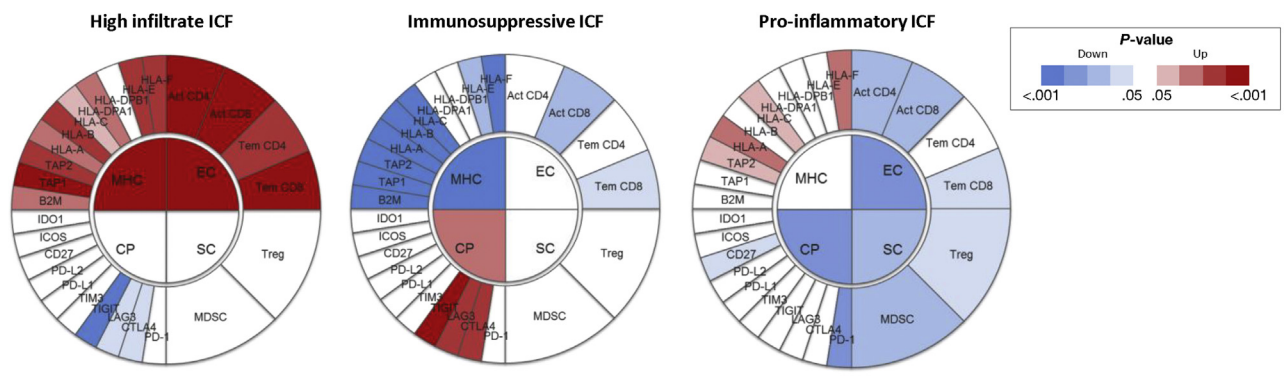 High infiltrate ICF
HLA-F
HLA-E
HLA-DPB1
HLA-DPA1
HLA-C
HLA-B
HLA-A
TAP2
TAP1
B2M
Act CD4
Act CD8
Tem CD4
Tem CD8
MHC
EC
CP
SC
IDO1
ICOS
CD27
PD-L2
PD-L1
TIM3
TIGIT
LAG3
CTLA4
PD-1
Treg
MDSC
Immunosuppressive ICF
HLA-F
HLA-E
HLA-DPB1
HLA-DPA1
HLA-C
HLA-B
HLA-A
TAP2
TAP1
B2M
Act CD4
Act CD8
Tem CD4
Tem CD8
MHC
EC
CP
SC
IDO1
ICOS
CD27
PD-L2
PD-L1
TIM3
TIGIT
LAG3
CTLA4
PD-1
Treg
MDSC
Pro-inflammatory ICF
HLA-F
HLA-E
HLA-DPB1
HLA-DPA1
HLA-C
HLA-B
HLA-A
TAP2
TAP1
B2M
Act CD4
Act CD8
Tem CD4
Tem CD8
MHC
EC
CP
SC
IDO1
ICOS
CD27
PD-L2
PD-L1
TIM3
TIGIT
LAG3
CTLA4
PD-1
Treg
MDSC
P-value
Down Up
<.001 .05 .05 <.001